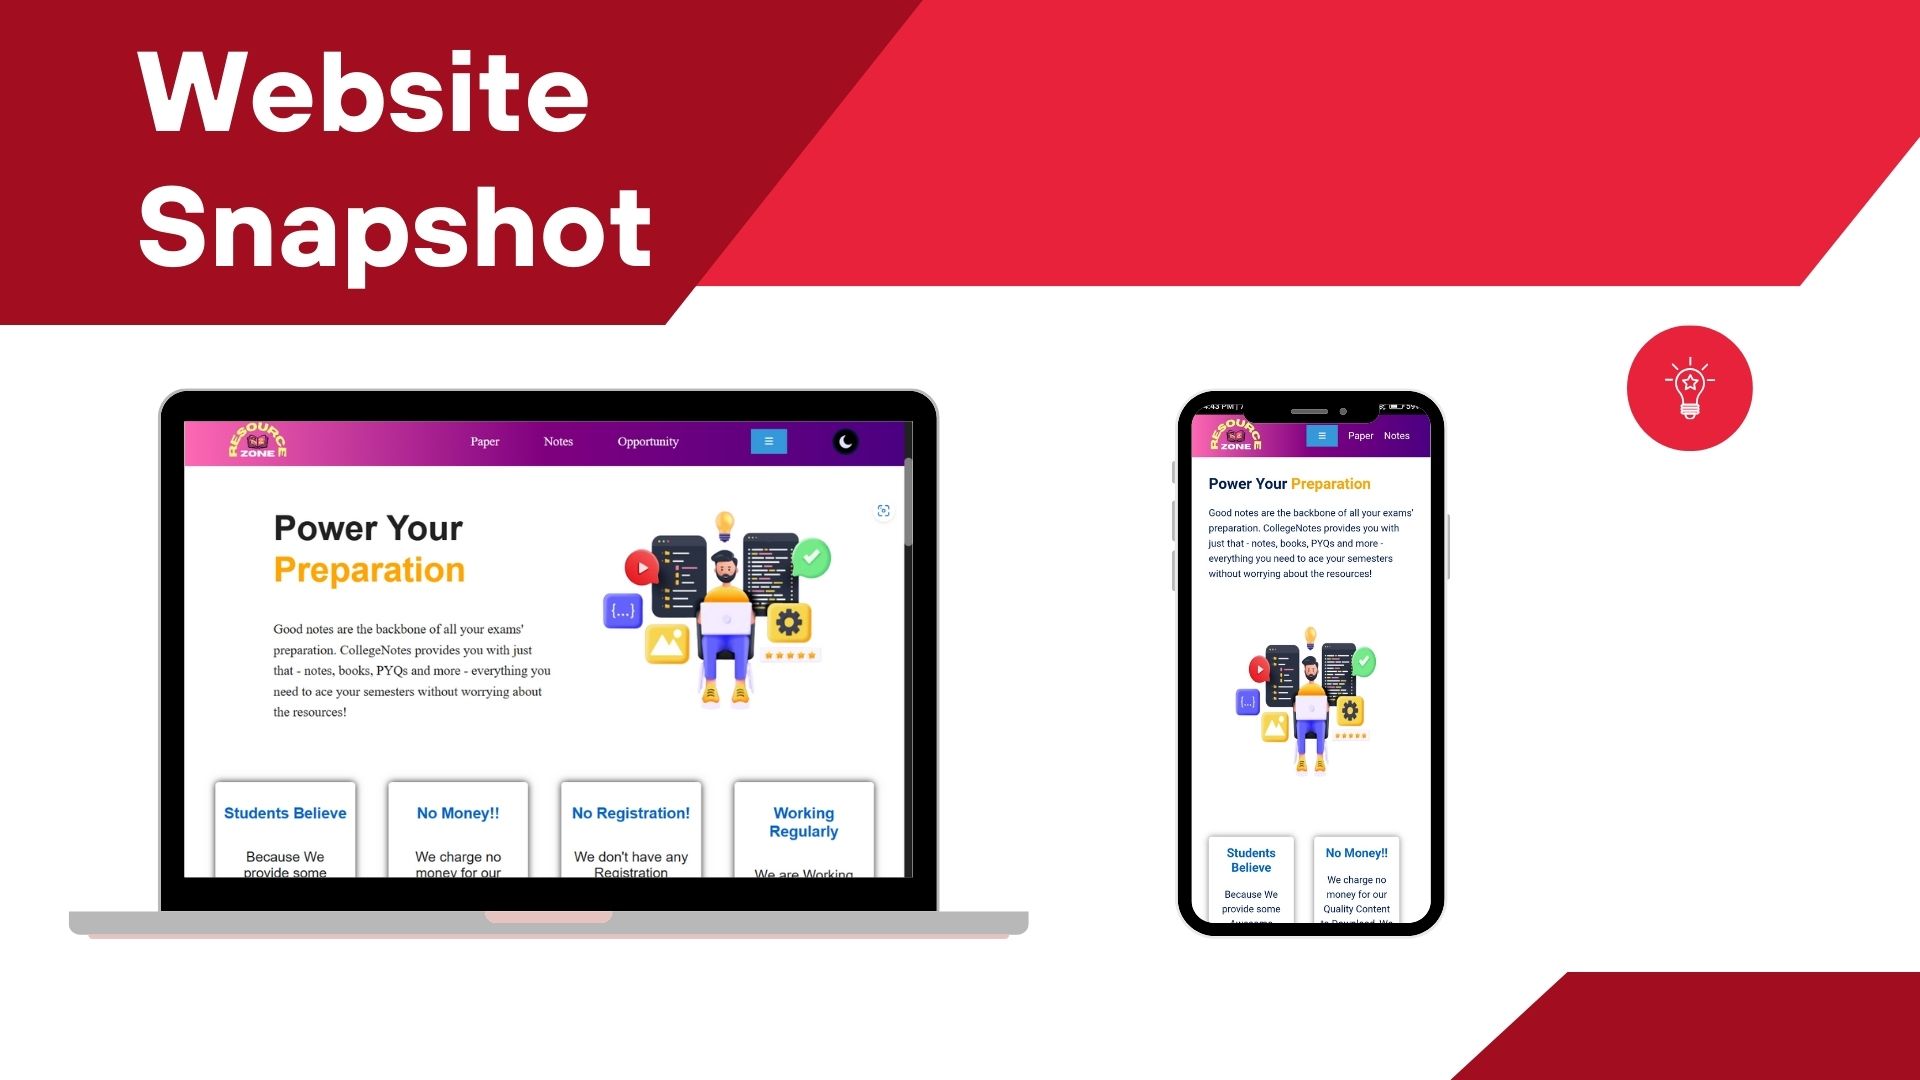 Website
Snapshot
RESOURCE
ZONE
Paper Notes Opportunity
Power Your
Preparation
Good notes are the backbone of all your exams'
preparation. CollegeNotes provides you with just
that - notes, books, PYQs and more - everything you
need to ace your semesters without worrying about
the resources!
{...}
Students Believe
Because We
provide some
No Money!!
We charge no
money for our
No Registration!
We don't have any
Registration
Working
Regularly
We are Working
RESOURCE
ZONE
Paper Notes
Power Your Preparation
Good notes are the backbone of all your exams'
preparation. CollegeNotes provides you with
just that - notes, books, PYQs and more -
everything you need to ace your semesters
without worrying about the resources!
{...}
Students
Believe
Because We
provide some
Awesome
No Money!!
We charge no
money for our
Quality Content
to Download. We